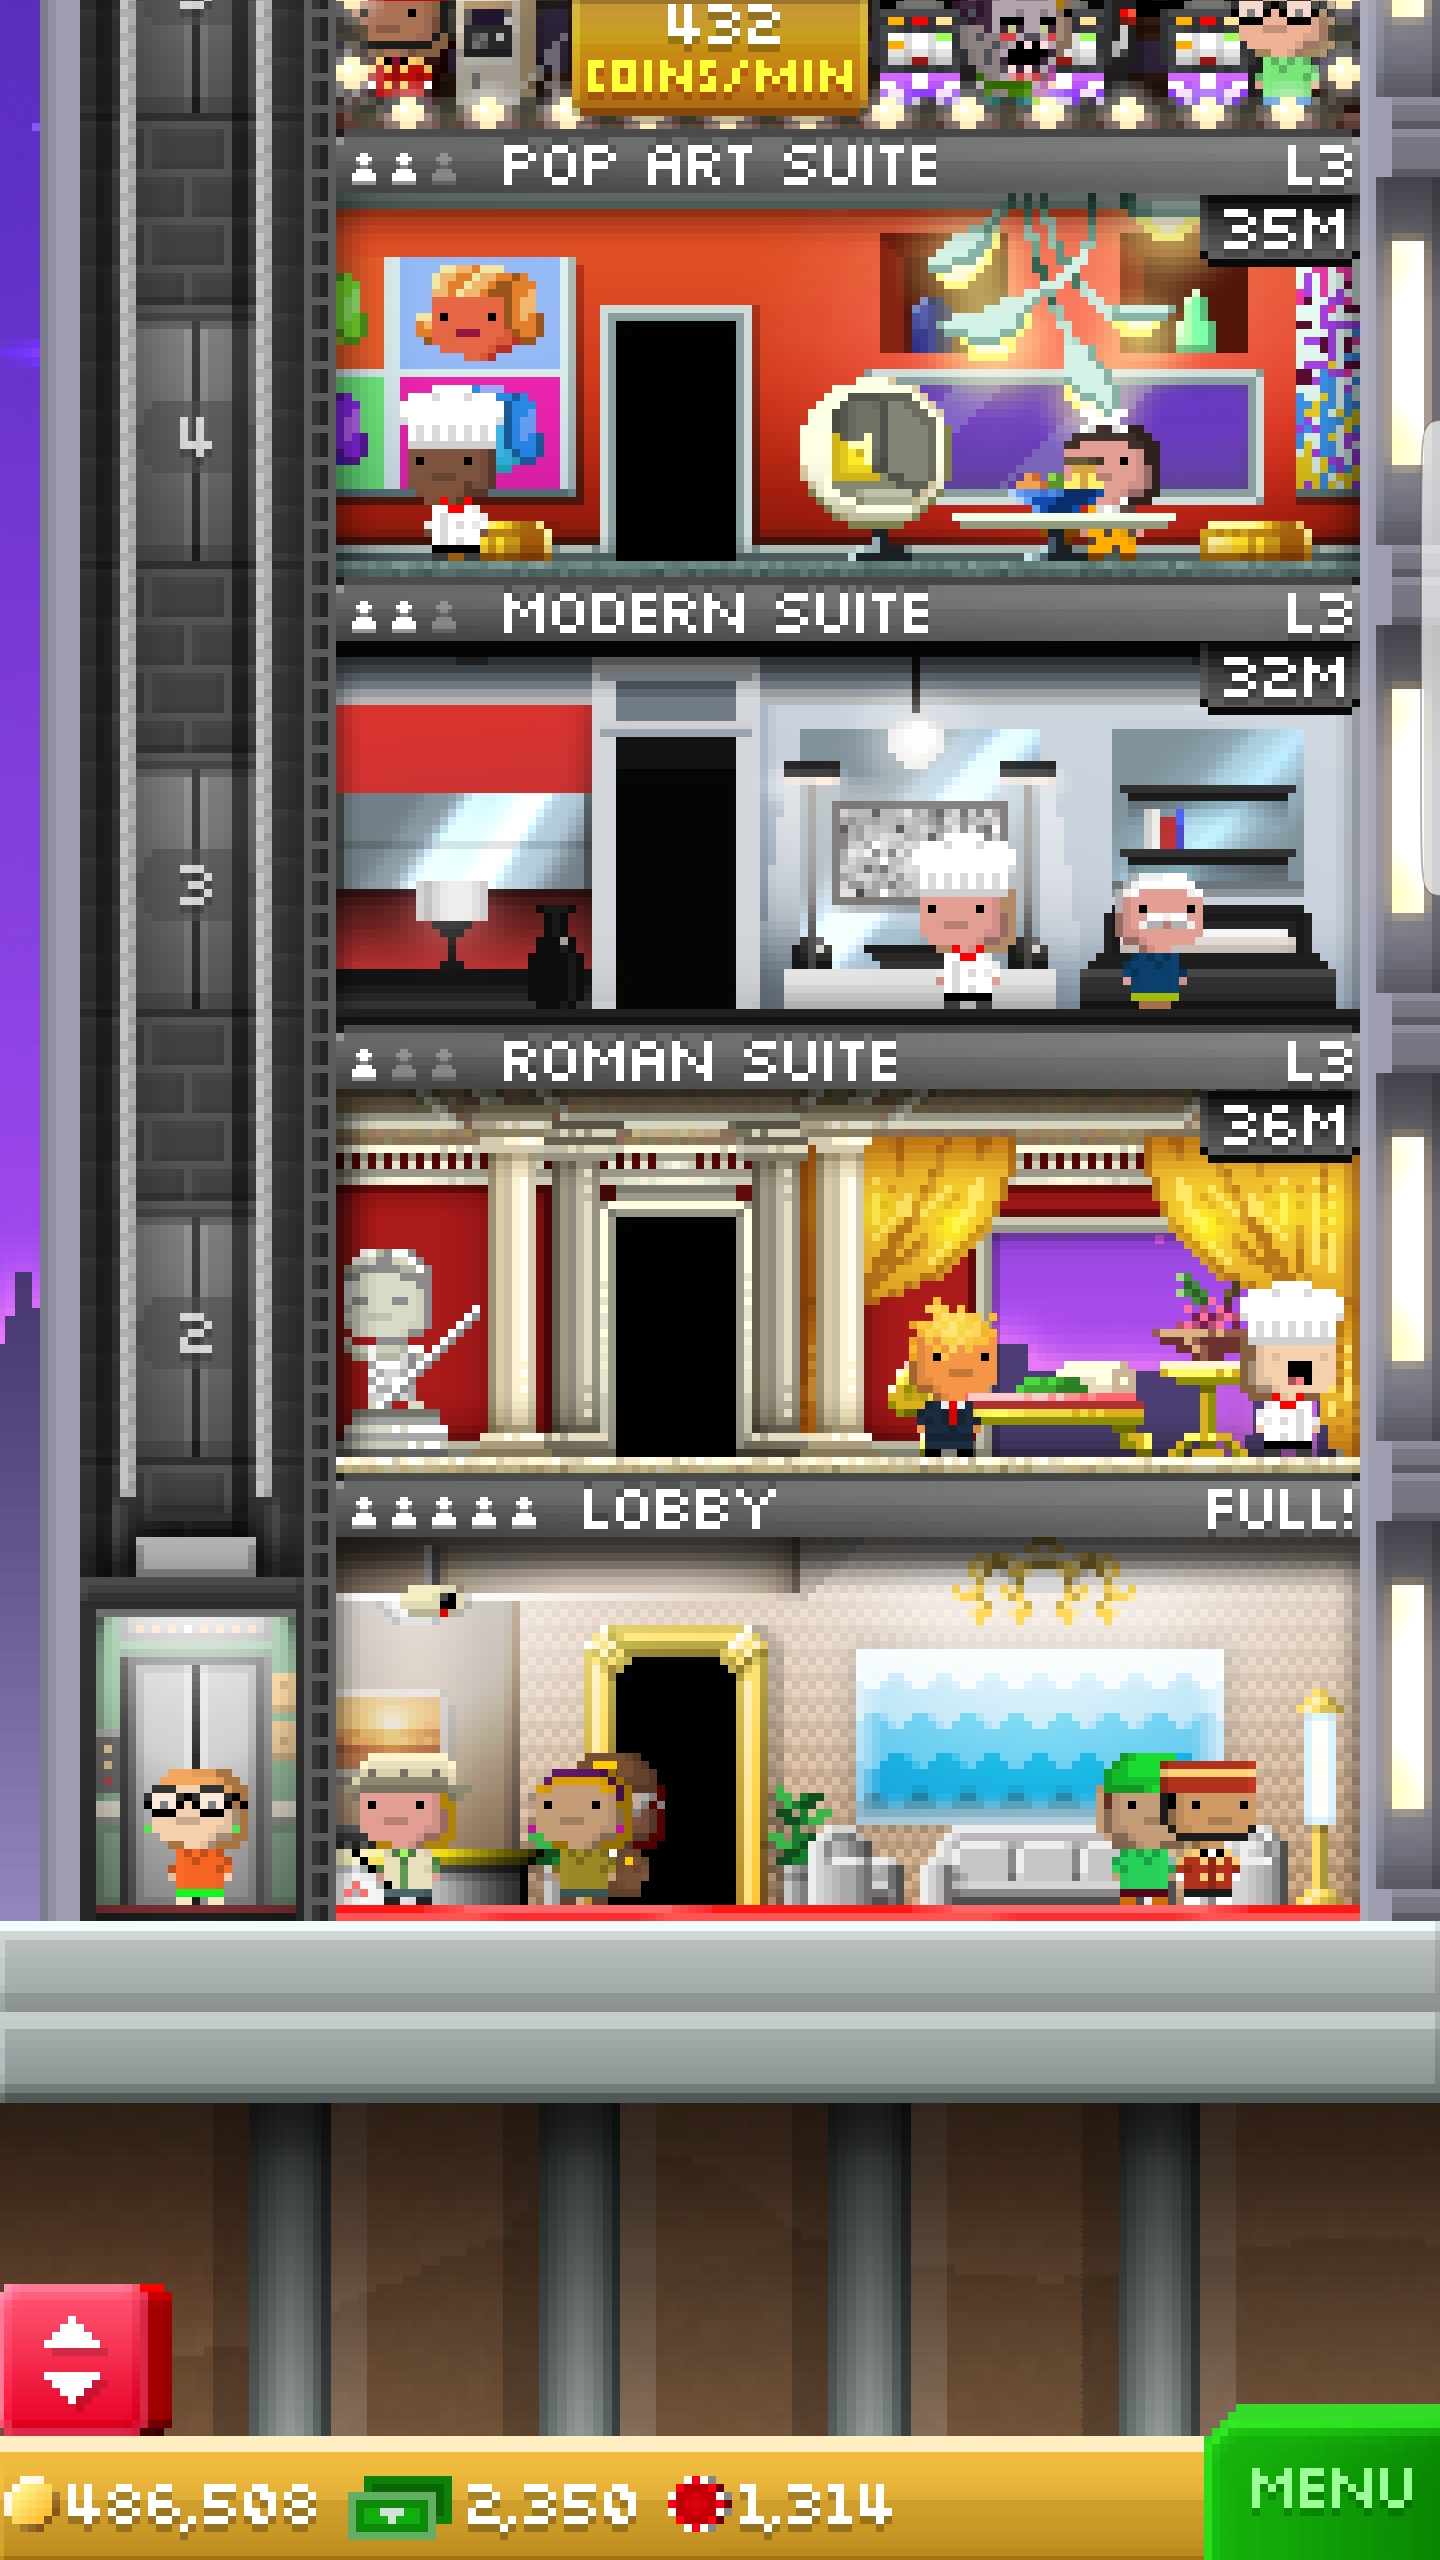 432
COINS/MIN
POP ART SUITE L3
35M
4
MODERN SUITE L3
32M
3
ROMAN SUITE L3
36M
2
LOBBY FULL!
486,508 2,350 1,314
MENU